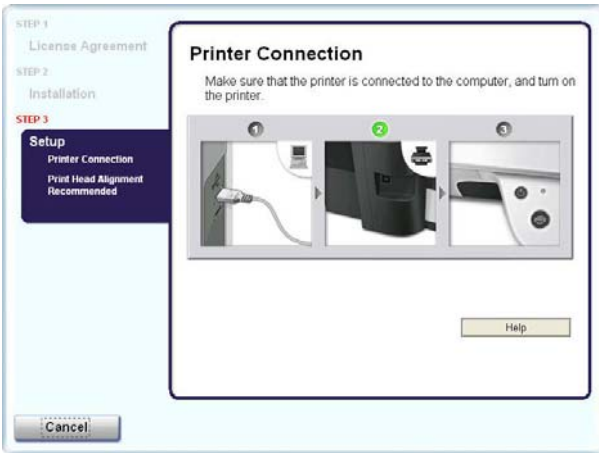 STEP 1
License Agreement
STEP 2
Installation
STEP 3
Setup
Printer Connection
Print Head Alignment
Recommended
Printer Connection
Make sure that the printer is connected to the computer, and turn on
the printer.
1
2
3
Help
Cancel